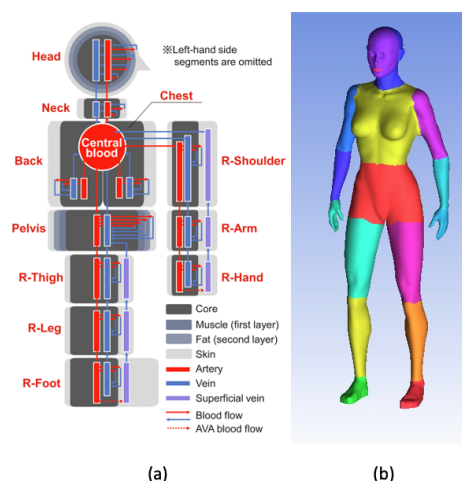 Head
※Left-hand side
segments are omitted
Neck
Chest
Central
blood
Back
R-Shoulder
Pelvis
R-Arm
R-Thigh
R-Hand
R-Leg
R-Foot
Core
Muscle (first layer)
Fat (second layer)
Skin
Artery
Vein
Superficial vein
Blood flow
AVA blood flow
(a)
(b)